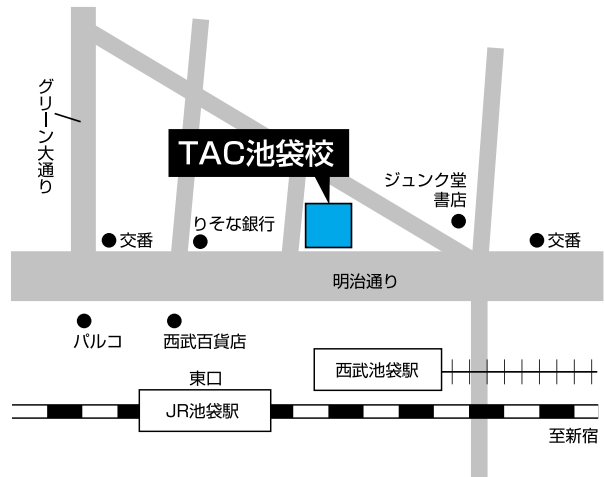 グリーン大通り
TAC池袋校
ジュンク堂
書店
交番
りそな銀行
交番
明治通り
パルコ
西武百貨店
西武池袋駅
東口
JR池袋駅
至新宿